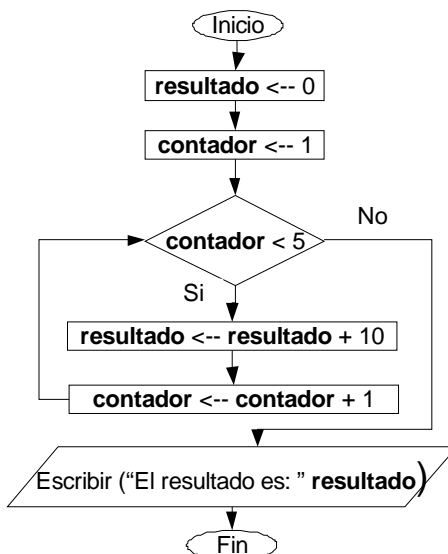 Inicio
resultado <-- 0
contador <-- 1
contador < 5
No
Si
resultado <-- resultado + 10
contador <-- contador + 1
Escribir (“El resultado es: ” resultado)
Fin